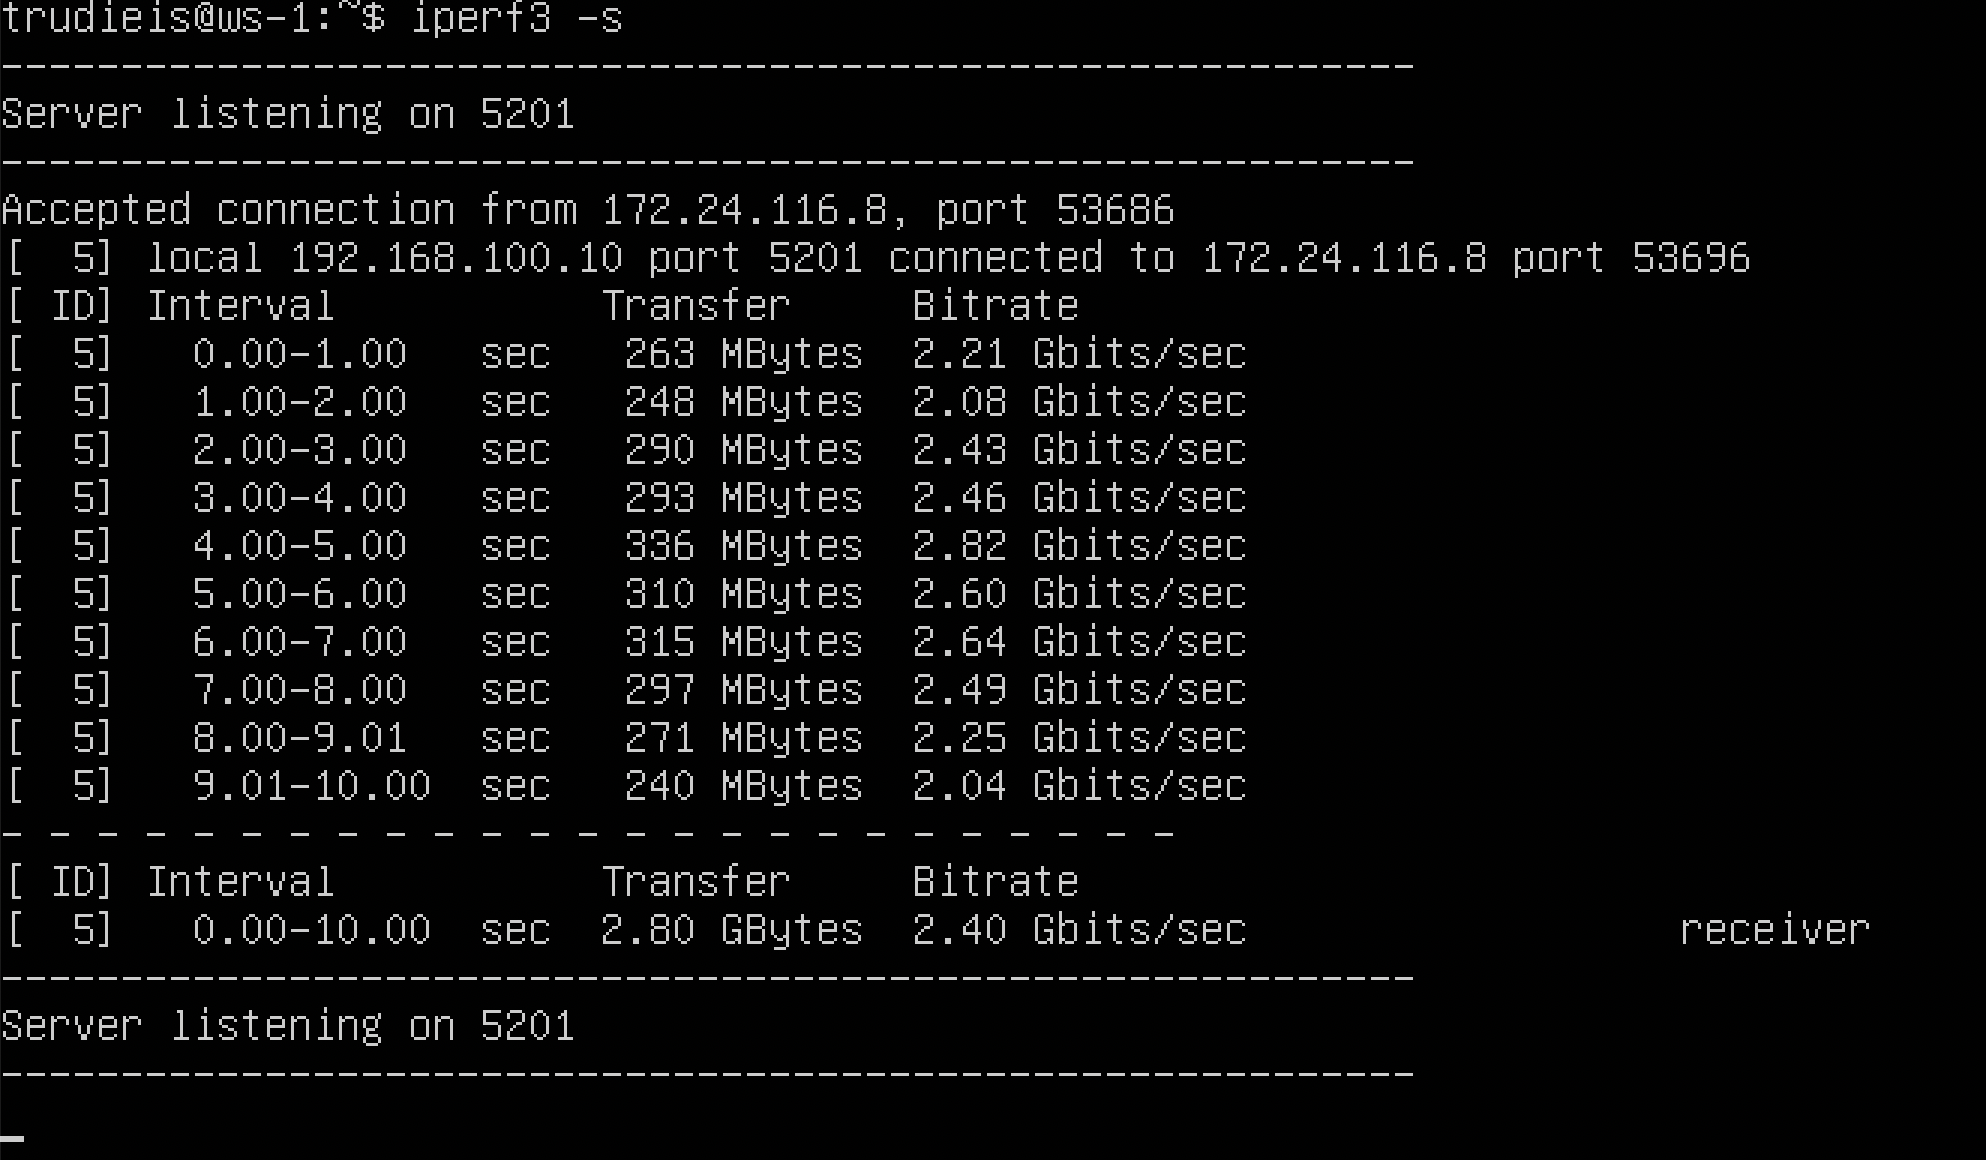 trudieis@ws-1:~$ iperf3 -s
-----------------------------------------------------------
Server listening on 5201
-----------------------------------------------------------
Accepted connection from 172.24.116.8, port 53686
[  5] local 192.168.100.10 port 5201 connected to 172.24.116.8 port 53696
[ ID] Interval           Transfer     Bitrate
[  5]   0.00-1.00   sec   263 MBytes  2.21 Gbits/sec
[  5]   1.00-2.00   sec   248 MBytes  2.08 Gbits/sec
[  5]   2.00-3.00   sec   290 MBytes  2.43 Gbits/sec
[  5]   3.00-4.00   sec   293 MBytes  2.46 Gbits/sec
[  5]   4.00-5.00   sec   336 MBytes  2.82 Gbits/sec
[  5]   5.00-6.00   sec   310 MBytes  2.60 Gbits/sec
[  5]   6.00-7.00   sec   315 MBytes  2.64 Gbits/sec
[  5]   7.00-8.00   sec   297 MBytes  2.49 Gbits/sec
[  5]   8.00-9.01   sec   271 MBytes  2.25 Gbits/sec
[  5]   9.01-10.00  sec   240 MBytes  2.04 Gbits/sec
- - - - - - - - - - - - - - - - - - - - - - - - -
[ ID] Interval           Transfer     Bitrate
[  5]   0.00-10.00  sec  2.80 GBytes  2.40 Gbits/sec                  receiver
-----------------------------------------------------------
Server listening on 5201
-----------------------------------------------------------